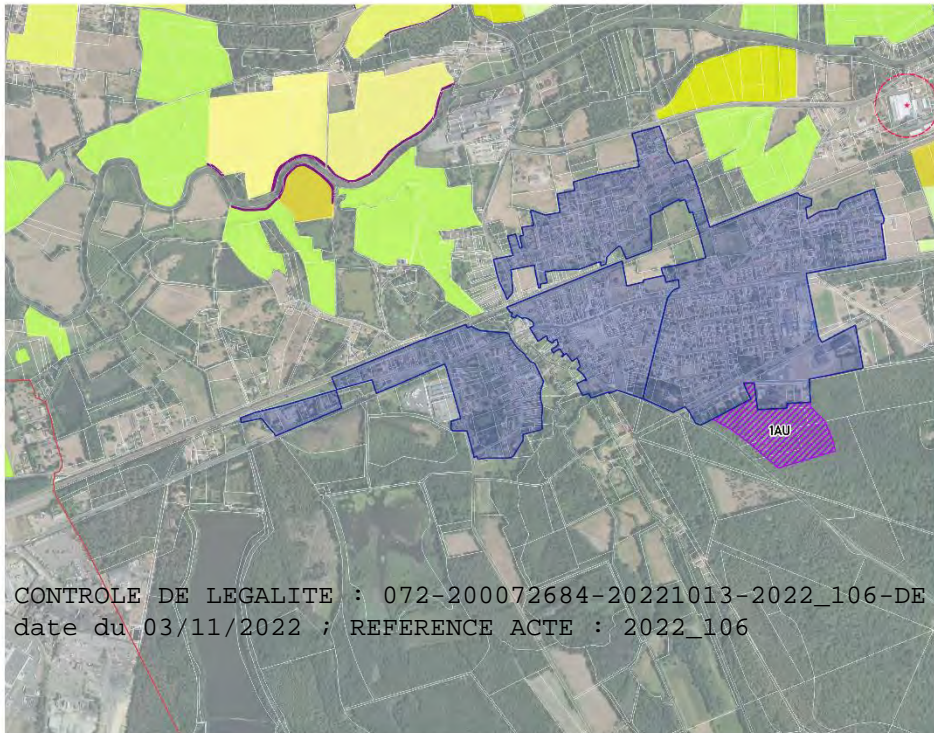 1AU
CONTROLE DE LEGALITE : 072-200072684-20221013-2022_106-DE
date du 03/11/2022 ; REFERENCE ACTE : 2022_106